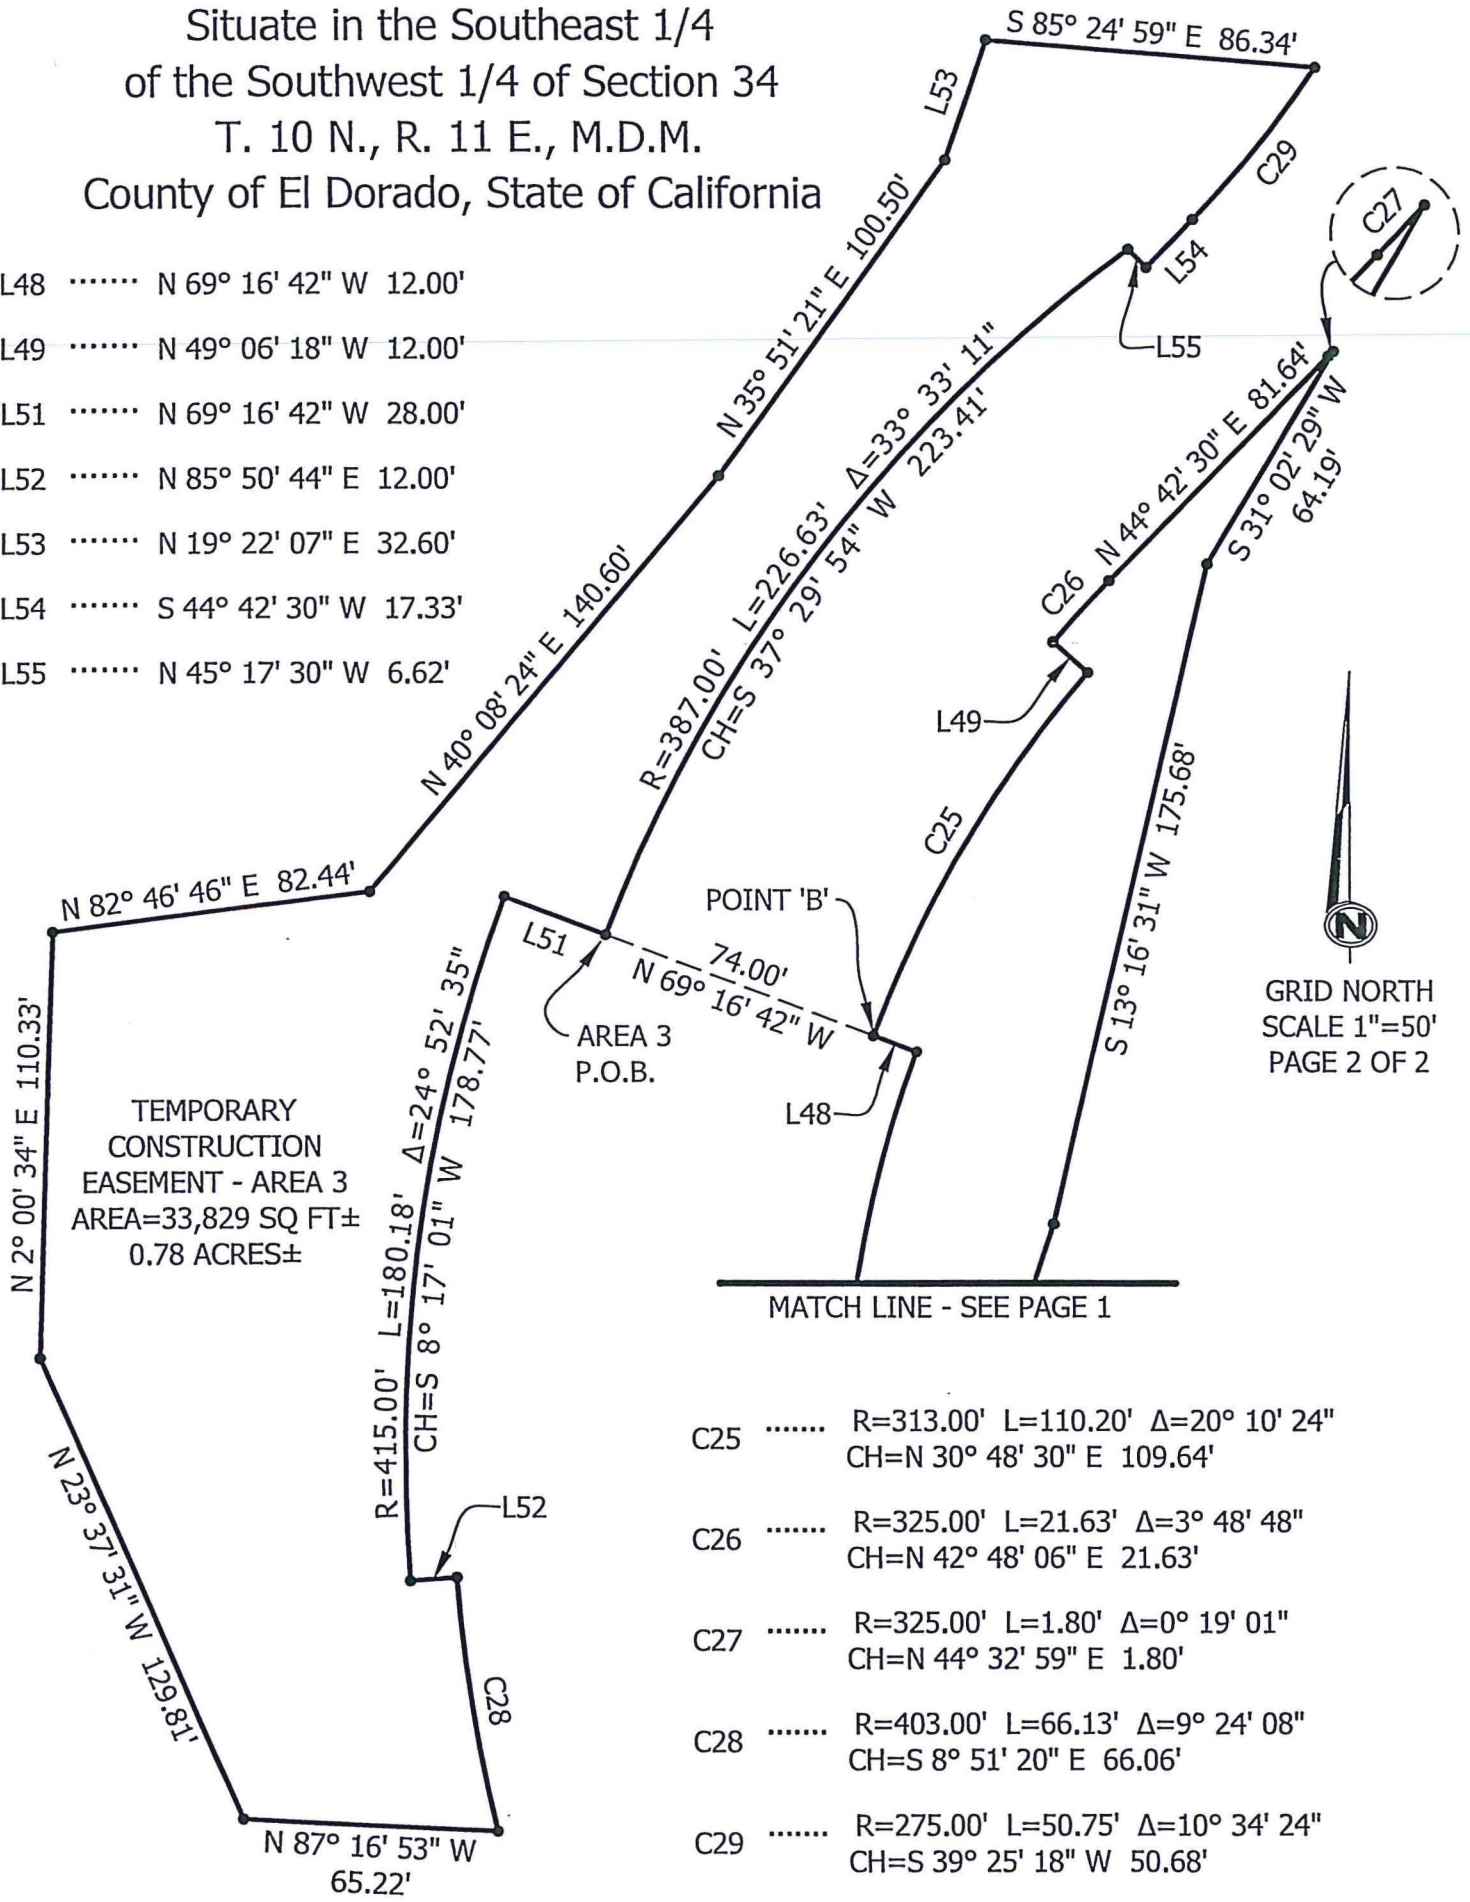 Situate in the Southeast 1/4
of the Southwest 1/4 of Section 34
T. 10 N., R. 11 E., M.D.M.
County of El Dorado, State of California
L48 ....... N 69° 16' 42" W 12.00'
L49 ....... N 49° 06' 18" W 12.00'
L51 ....... N 69° 16' 42" W 28.00'
L52 ....... N 85° 50' 44" E 12.00'
L53 ....... N 19° 22' 07" E 32.60'
L54 ....... S 44° 42' 30" W 17.33'
L55 ....... N 45° 17' 30" W 6.62'
S 85° 24' 59" E 86.34'
L53
C29
C27
L54
L55
N 35° 51' 21" E 100.50'
N 40° 08' 24" E 140.60'
R=387.00' L=226.63' Δ=33° 33' 11"
CH=S 37° 29' 54" W 223.41'
N 44° 42' 30" E 81.64'
S 31° 02' 29" W
64.19'
C26
L49
C25
S 13° 16' 31" W 175.68'
N 82° 46' 46" E 82.44'
L51
POINT 'B'
74.00'
N 69° 16' 42" W
AREA 3
P.O.B.
L48
N
GRID NORTH
SCALE 1"=50'
PAGE 2 OF 2
N 2° 00' 34" E 110.33'
TEMPORARY
CONSTRUCTION
EASEMENT - AREA 3
AREA=33,829 SQ FT±
0.78 ACRES±
R=415.00' L=180.18' Δ=24° 52' 35"
CH=S 8° 17' 01" W 178.77'
MATCH LINE - SEE PAGE 1
L52
N 23° 37' 31" W 129.81'
C28
N 87° 16' 53" W
65.22'
C25 ....... R=313.00' L=110.20' Δ=20° 10' 24"
CH=N 30° 48' 30" E 109.64'
C26 ....... R=325.00' L=21.63' Δ=3° 48' 48"
CH=N 42° 48' 06" E 21.63'
C27 ....... R=325.00' L=1.80' Δ=0° 19' 01"
CH=N 44° 32' 59" E 1.80'
C28 ....... R=403.00' L=66.13' Δ=9° 24' 08"
CH=S 8° 51' 20" E 66.06'
C29 ....... R=275.00' L=50.75' Δ=10° 34' 24"
CH=S 39° 25' 18" W 50.68'